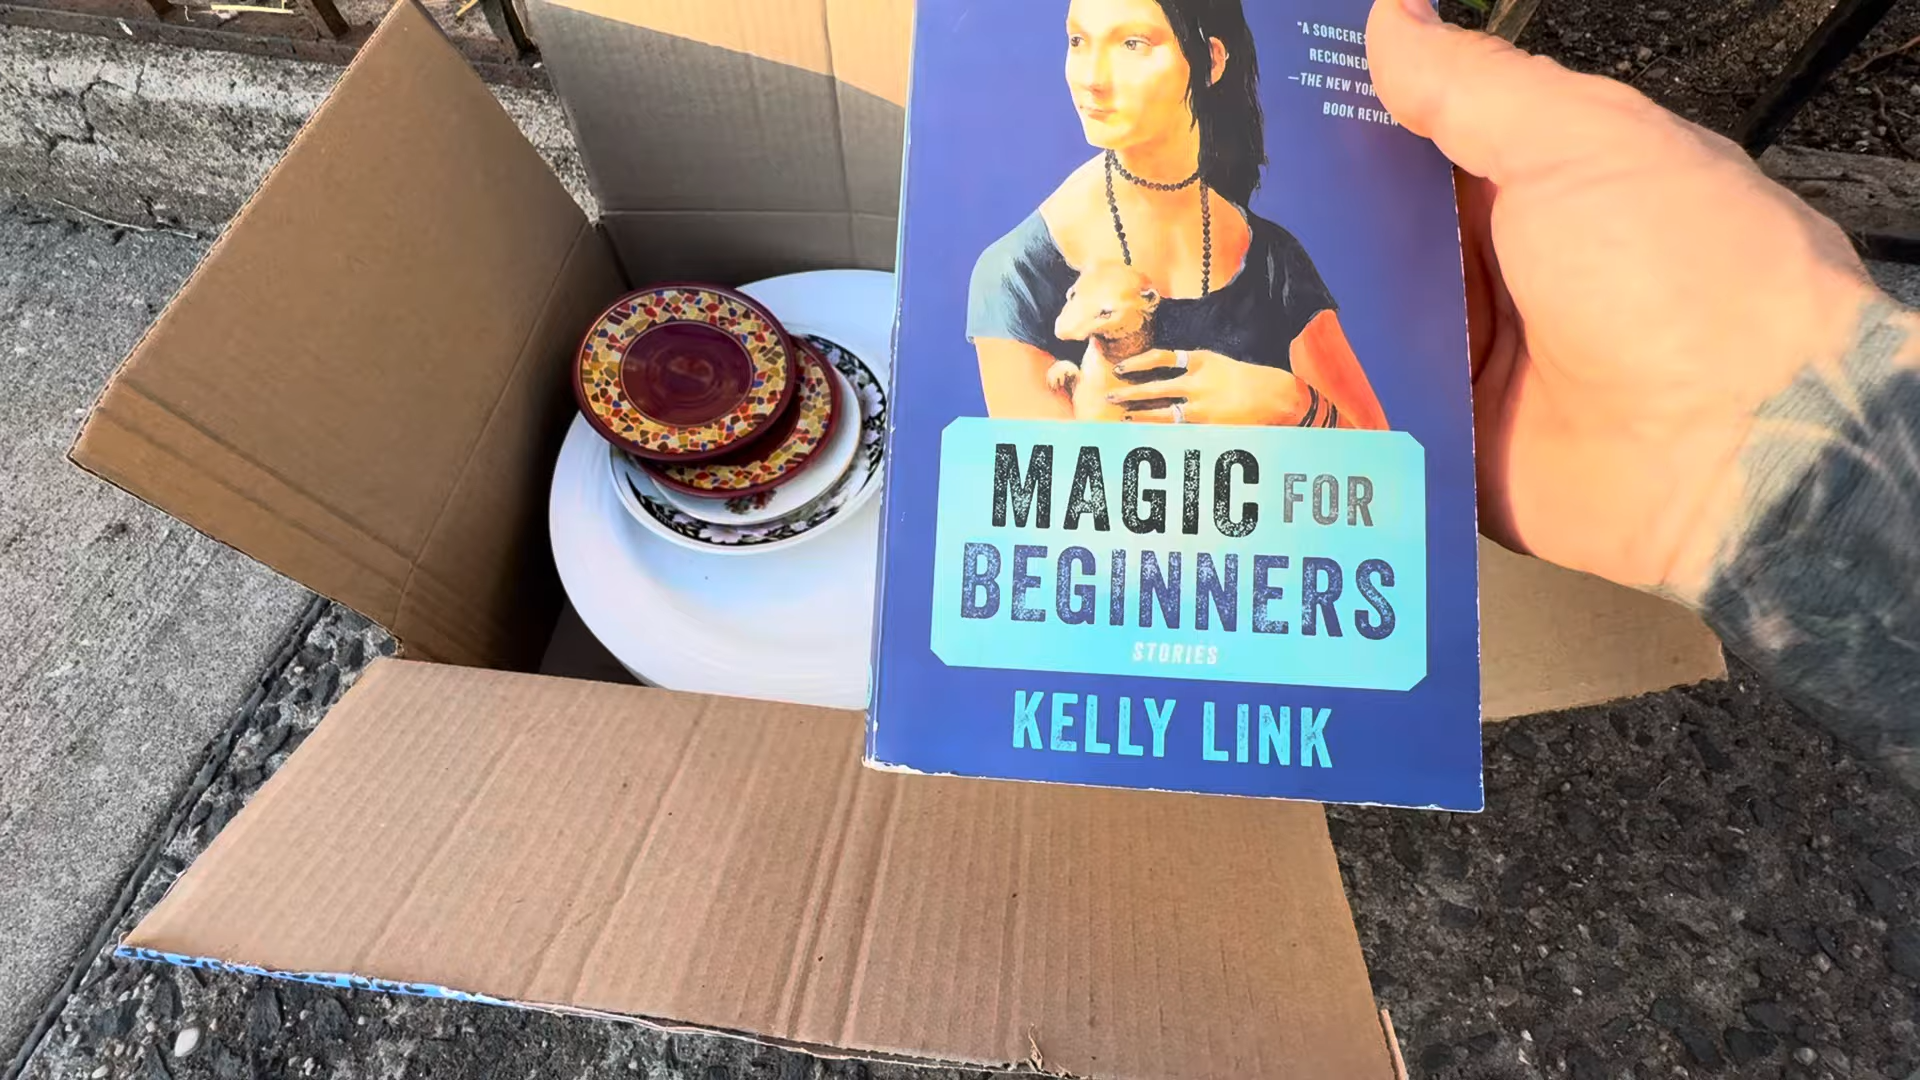 "A SORCERES
RECKONED
—THE NEW YOR
BOOK REVIEW
MAGIC FOR
BEGINNERS
STORIES
KELLY LINK